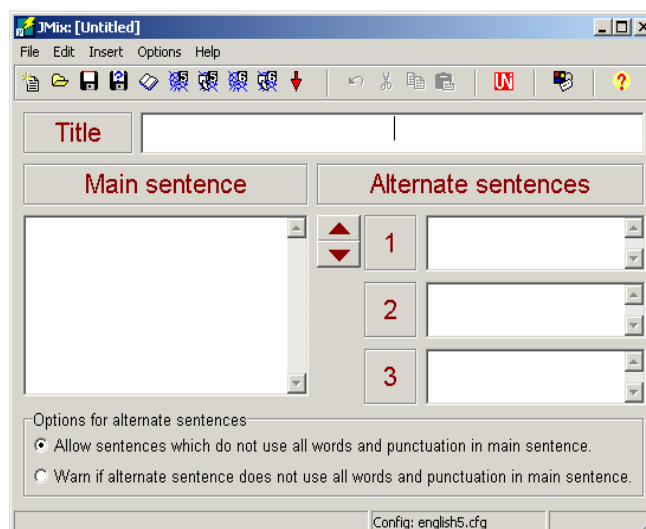 JMix: [Untitled]
File Edit Insert Options Help
Title
Main sentence
Alternate sentences
1
2
3
Options for alternate sentences
Allow sentences which do not use all words and punctuation in main sentence.
Warn if alternate sentence does not use all words and punctuation in main sentence.
Config: english5.cfg